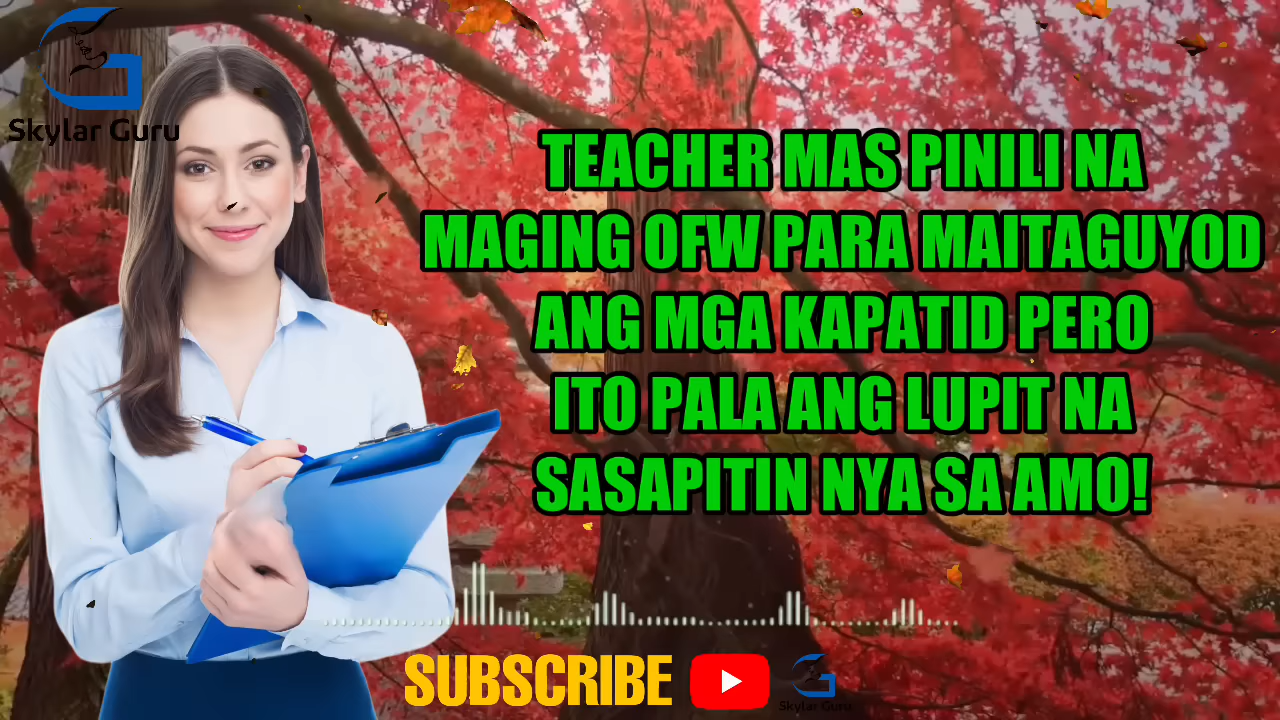 Skylar Guru
TEACHER MAS PINILI NA
MAGING OFW PARA MAITAGUYOD
ANG MGA KAPATID PERO
ITO PALA ANG LUPIT NA
SASAPITIN NYA SA AMO!
SUBSCRIBE
Skylar Guru